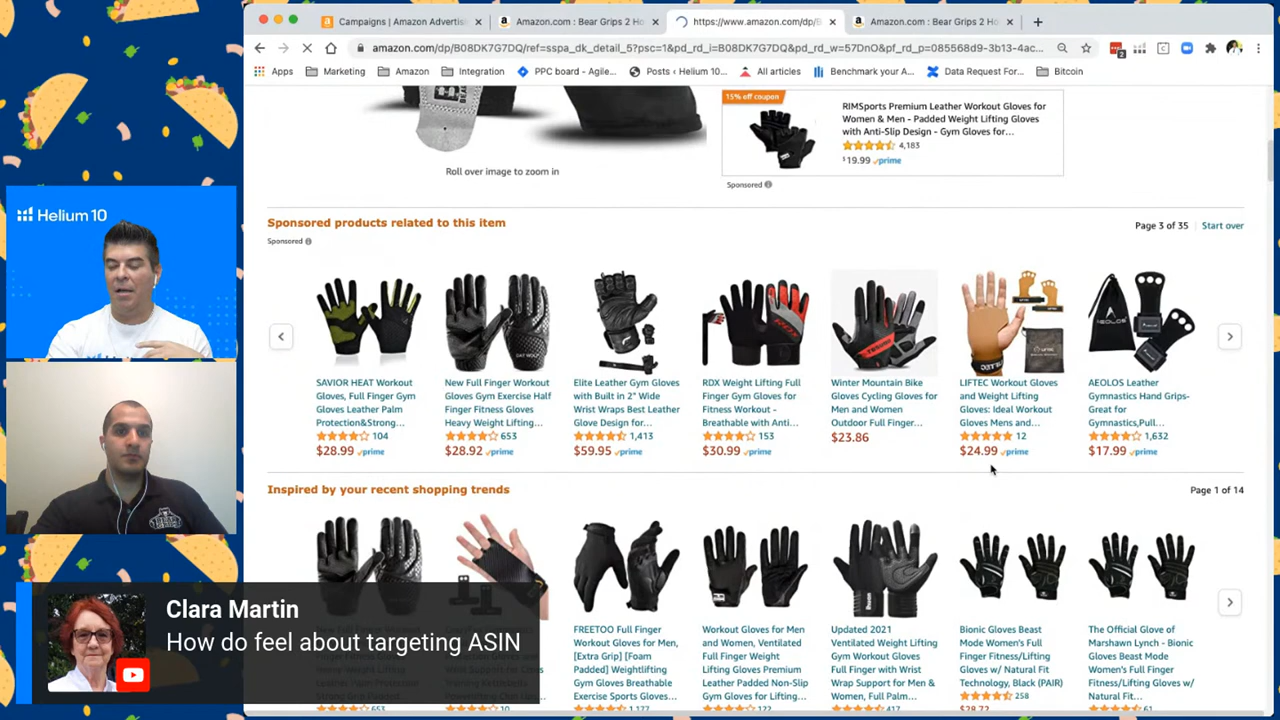 Campaigns | Amazon Advertis
Amazon.com : Bear Grips 2 Ho
https://www.amazon.com/dp/B
Amazon.com : Bear Grips 2 Ho
amazon.com/dp/B08DK7G7DQ/ref=sspa_dk_detail_5?psc=1&pd_rd_i=B08DK7G7DQ&pd_rd_w=57DnO&pf_rd_p=085568d9-3b13-4ac...
Apps
Marketing
Amazon
Integration
PPC board - Agile...
Posts ‹ Helium 10...
All articles
Benchmark your A...
Data Request For...
Bitcoin
Helium 10
Roll over image to zoom in
15% off coupon
RIMSports Premium Leather Workout Gloves for
Women & Men - Padded Weight Lifting Gloves
with Anti-Slip Design - Gym Gloves for...
4,183
$19.99 prime
Sponsored
Sponsored products related to this item
Page 3 of 35 | Start over
Sponsored
SAVIOR HEAT Workout
Gloves, Full Finger Gym
Gloves Leather Palm
Protection&Strong...
104
$28.99 prime
New Full Finger Workout
Gloves Gym Exercise Half
Finger Fitness Gloves
Heavy Weight Lifting...
653
$28.92 prime
Elite Leather Gym Gloves
with Built in 2" Wide
Wrist Wraps Best Leather
Glove Design for...
1,413
$59.95 prime
RDX Weight Lifting Full
Finger Gym Gloves for
Fitness Workout -
Breathable with Anti...
153
$30.99 prime
Winter Mountain Bike
Gloves Cycling Gloves for
Men and Women
Outdoor Full Finger...
$23.86
LIFTEC Workout Gloves
and Weight Lifting
Gloves: Ideal Workout
Gloves Mens and...
12
$24.99 prime
AEOLOS Leather
Gymnastics Hand Grips-
Great for
Gymnastics,Pull...
1,632
$17.99 prime
Inspired by your recent shopping trends
Page 1 of 14
FREETOO Full Finger
Workout Gloves for Men,
[Extra Grip] [Foam
Padded] Weightlifting
Gym Gloves Breathable
Exercise Sports Gloves...
1,177
Workout Gloves for Men
and Women, Ventilated
Full Finger Weight
Lifting Gloves Premium
Leather Padded Non-Slip
Gym Gloves for Lifting...
122
Updated 2021
Ventilated Weight Lifting
Gym Workout Gloves
Full Finger with Wrist
Wrap Support for Men &
Women, Full Palm...
417
Bionic Gloves Beast
Mode Women's Full
Finger Fitness/Lifting
Gloves w/ Natural Fit
Technology, Black (PAIR)
258
$28.72
The Official Glove of
Marshawn Lynch - Bionic
Gloves Beast Mode
Women's Full Finger
Fitness/Lifting Gloves w/
Natural Fit...
61
Clara Martin
How do feel about targeting ASIN